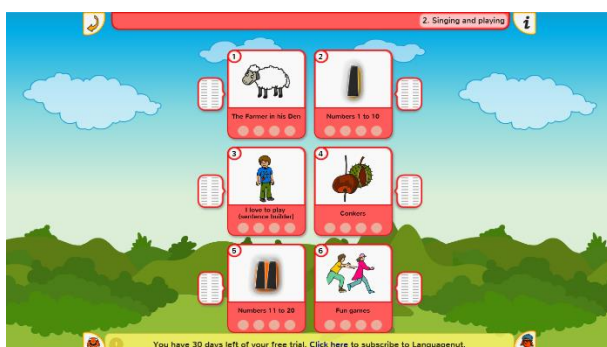 2. Singing and playing
i
1
The Farmer in his Den
2
Numbers 1 to 10
3
I love to play
(sentence builder)
4
Conkers
5
Numbers 11 to 20
6
Fun games
You have 30 days left of your free trial. Click here to subscribe to Languagenut.